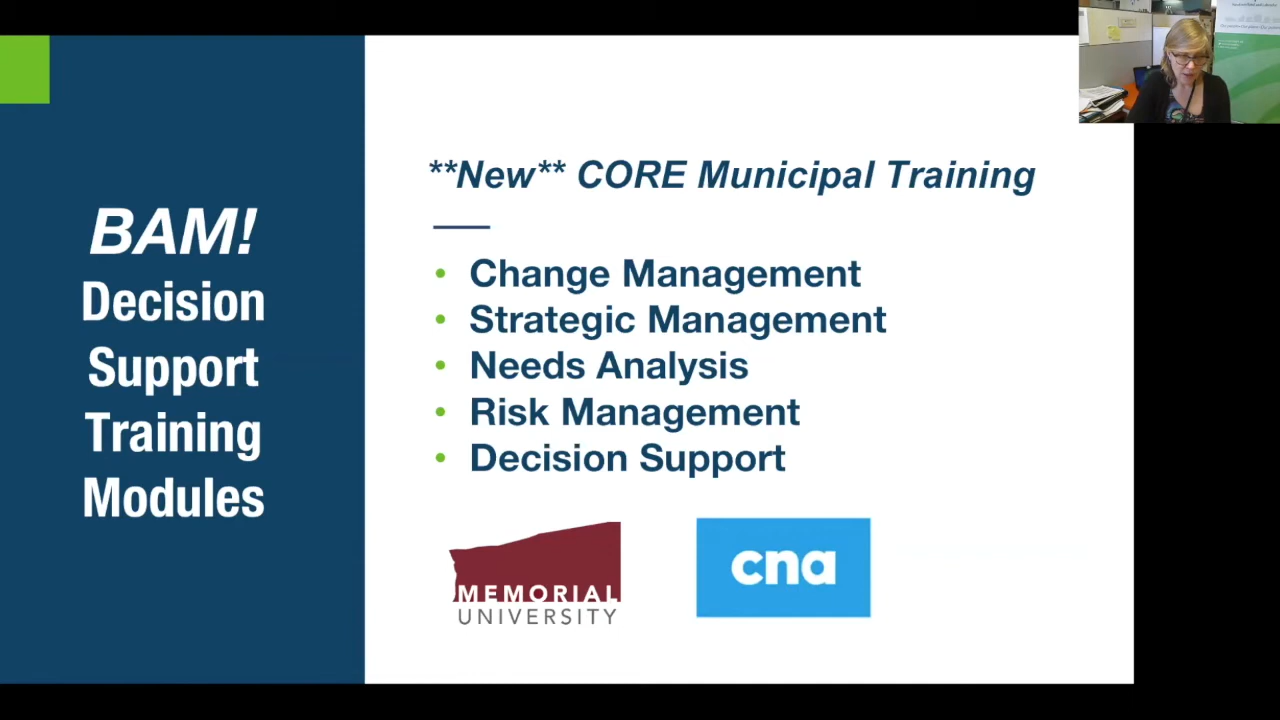 BAM!
Decision
Support
Training
Modules
**New** CORE Municipal Training
• Change Management
• Strategic Management
• Needs Analysis
• Risk Management
• Decision Support
MEMORIAL
UNIVERSITY
cna